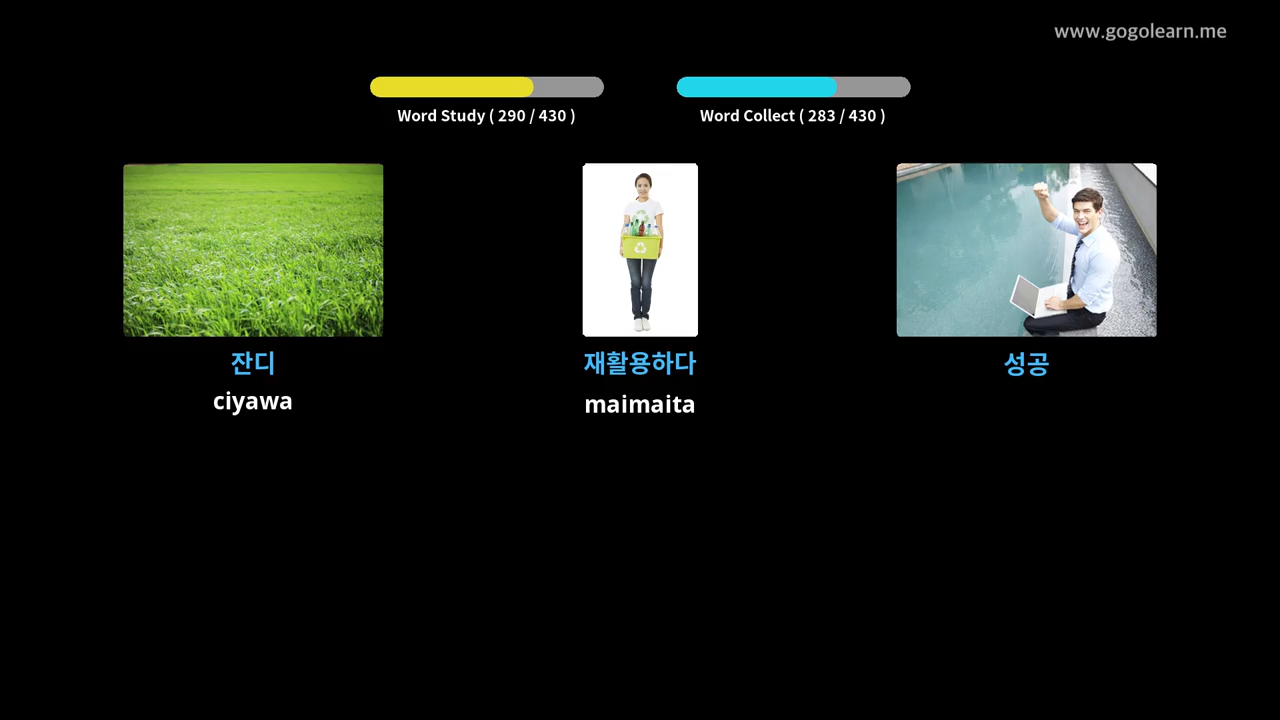 www.gogolearn.me
Word Study ( 290 / 430 )
Word Collect ( 283 / 430 )
잔디
ciyawa
재활용하다
maimaita
성공